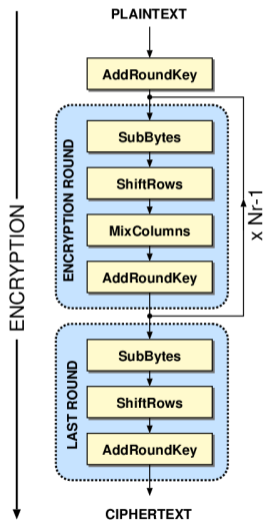 PLAINTEXT
AddRoundKey
ENCRYPTION
ENCRYPTION ROUND
SubBytes
ShiftRows
MixColumns
AddRoundKey
x Nr-1
LAST ROUND
SubBytes
ShiftRows
AddRoundKey
CIPHERTEXT